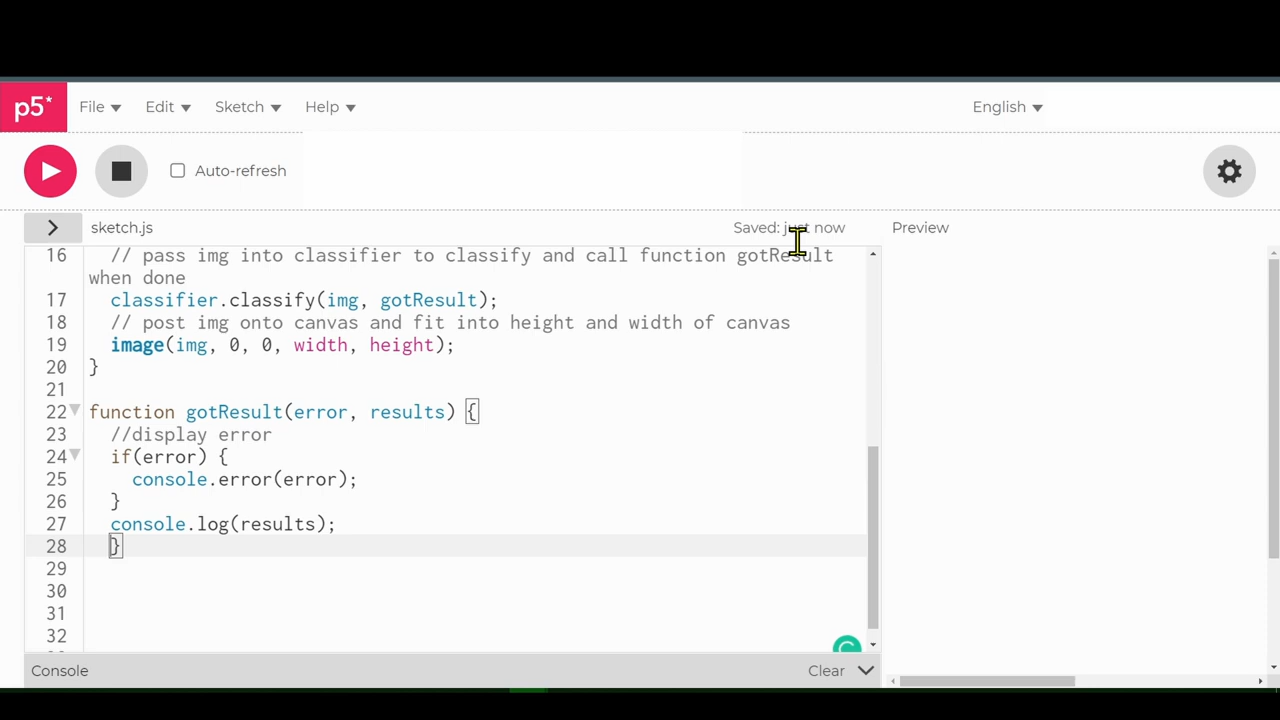 p5* File Edit Sketch Help English
Auto-refresh
sketch.js Saved: just now Preview
16 // pass img into classifier to classify and call function gotResult
when done
17 classifier.classify(img, gotResult);
18 // post img onto canvas and fit into height and width of canvas
19 image(img, 0, 0, width, height);
20 }
21
22 function gotResult(error, results) {
23 //display error
24 if(error) {
25 console.error(error);
26 }
27 console.log(results);
28 }
29
30
31
32
Console Clear